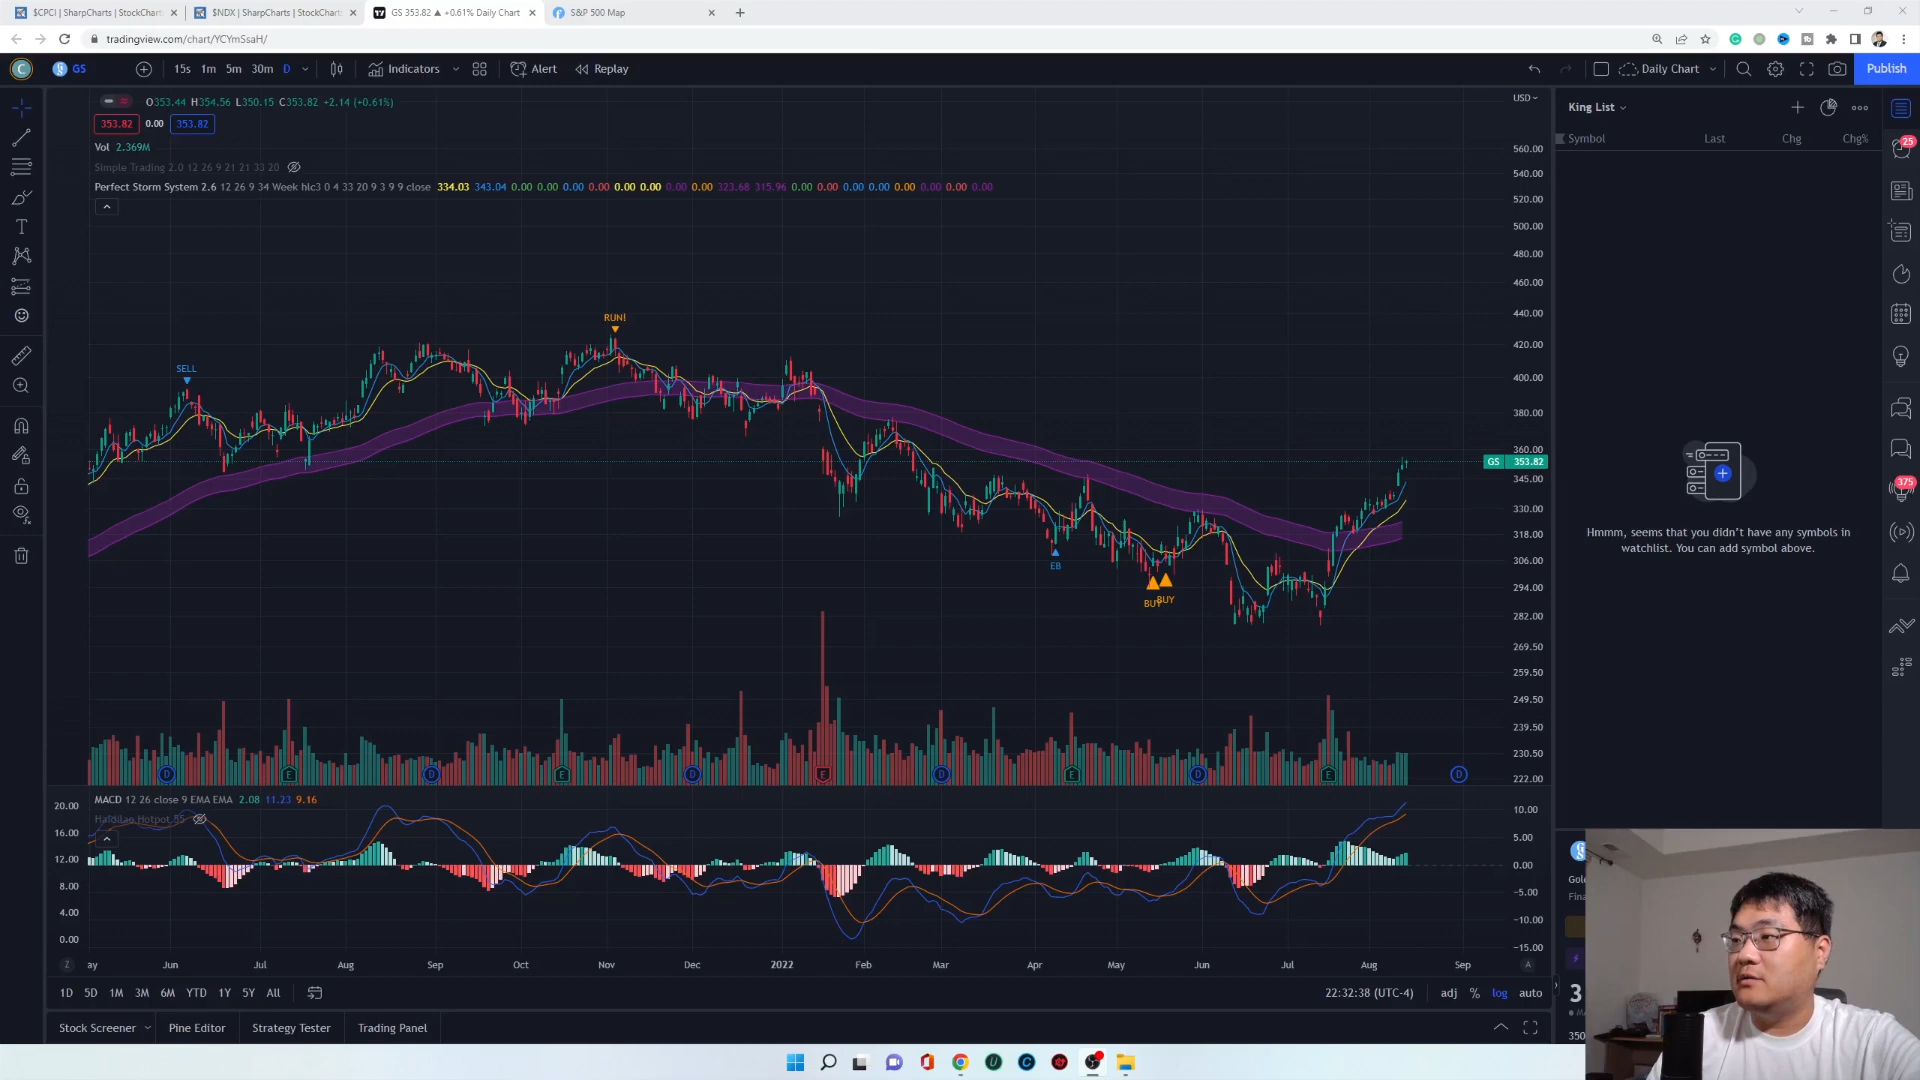 $CPCI | SharpCharts | StockChart
$NDX | SharpCharts | StockChart
GS 353.82 ▲ +0.61% Daily Chart
S&P 500 Map
tradingview.com/chart/YCYmSsaH/
C
GS
15s 1m 5m 30m D
Indicators
Alert
Replay
Daily Chart
Publish
O353.44 H354.56 L350.15 C353.82 +2.14 (+0.61%)
353.82 0.00 353.82
Vol 2.369M
Simple Trading 2.0 12 26 9 21 21 33 20
Perfect Storm System 2.6 12 26 9 34 Week hlc3 0 4 33 20 9 3 9 9 close 334.03 343.04 0.00 0.00 0.00 0.00 0.00 0.00 0.00 0.00 323.68 315.96 0.00 0.00 0.00 0.00 0.00 0.00 0.00 0.00
USD
560.00
540.00
520.00
500.00
480.00
460.00
440.00
420.00
400.00
380.00
360.00
GS 353.82
345.00
330.00
318.00
306.00
294.00
282.00
269.50
259.50
249.50
239.50
230.50
222.00
SELL
RUN!
EB
BUY
BUY
D E D E D E D E D E D
MACD 12 26 close 9 EMA EMA 2.08 11.23 9.16
Haidilao Hotpot 55
20.00
16.00
12.00
8.00
4.00
0.00
10.00
5.00
0.00
−5.00
−10.00
−15.00
Z ay Jun Jul Aug Sep Oct Nov Dec 2022 Feb Mar Apr May Jun Jul Aug Sep A
1D 5D 1M 3M 6M YTD 1Y 5Y All
22:32:38 (UTC-4) adj % log auto
Stock Screener
Pine Editor
Strategy Tester
Trading Panel
King List
Symbol Last Chg Chg%
Hmmm, seems that you didn't have any symbols in
watchlist. You can add symbol above.
25
375